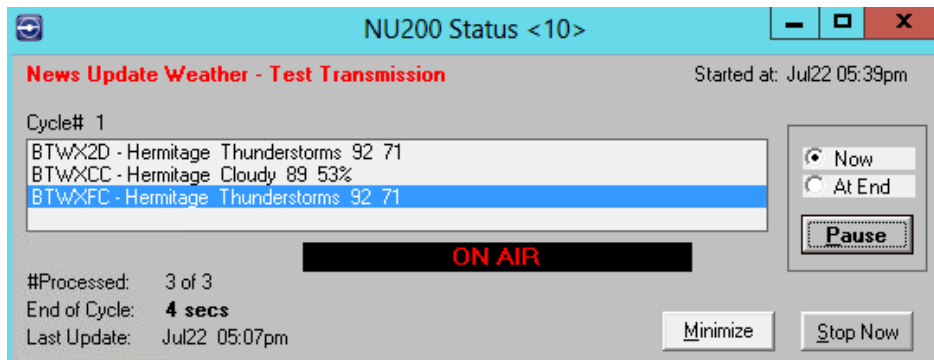 NU200 Status <10>
News Update Weather - Test Transmission
Started at: Jul22 05:39pm
Cycle# 1
BTWX2D - Hermitage Thunderstorms 92 71
BTWXCC - Hermitage Cloudy 89 53%
BTWXFC - Hermitage Thunderstorms 92 71
Now
At End
Pause
ON AIR
#Processed: 3 of 3
End of Cycle: 4 secs
Last Update: Jul22 05:07pm
Minimize
Stop Now